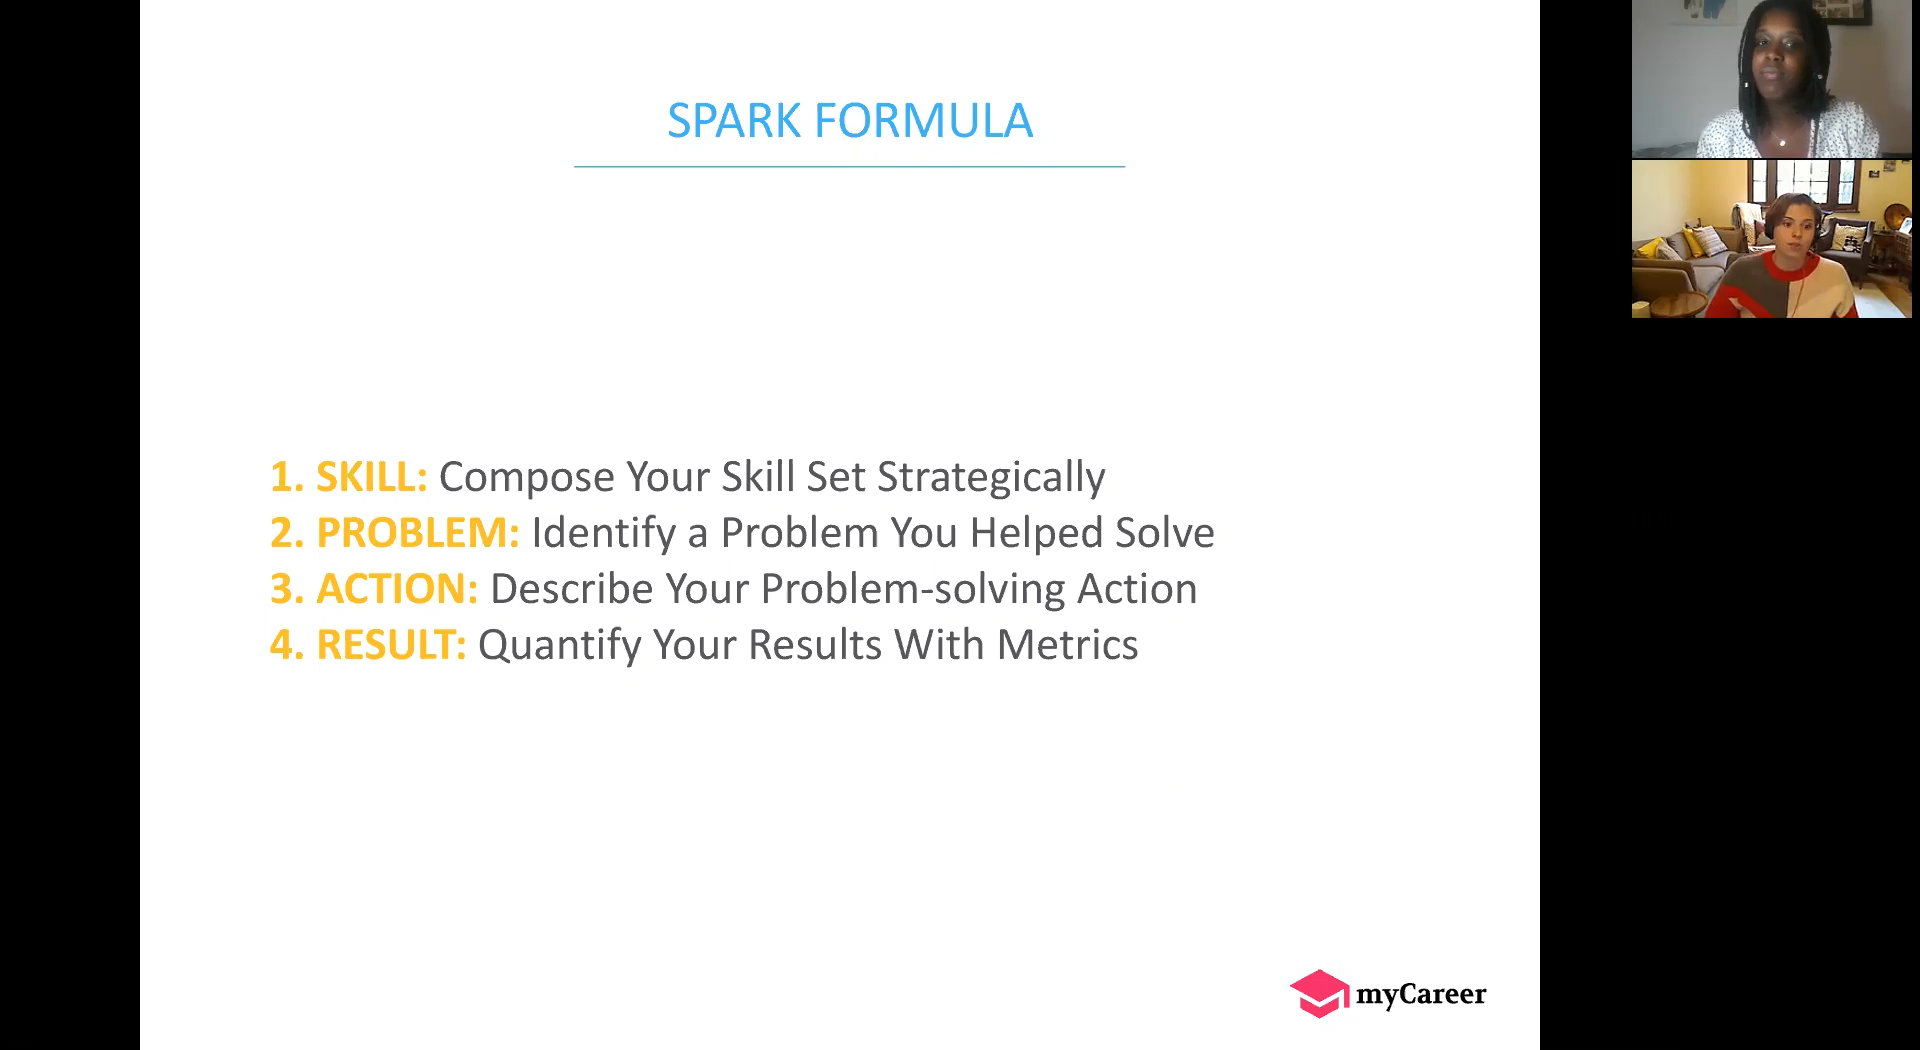 SPARK FORMULA
1. SKILL: Compose Your Skill Set Strategically
2. PROBLEM: Identify a Problem You Helped Solve
3. ACTION: Describe Your Problem-solving Action
4. RESULT: Quantify Your Results With Metrics
myCareer